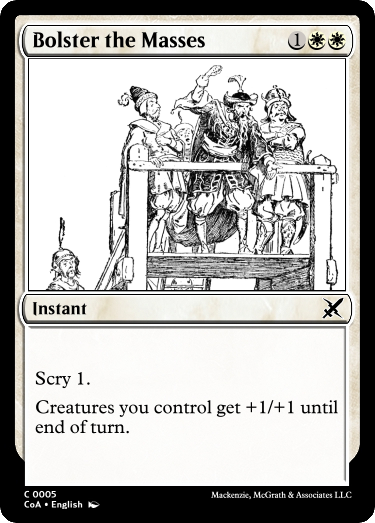 Bolster the Masses 1
Instant
Scry 1.
Creatures you control get +1/+1 until
end of turn.
C 0005
CoA • English
Mackenzie, McGrath & Associates LLC